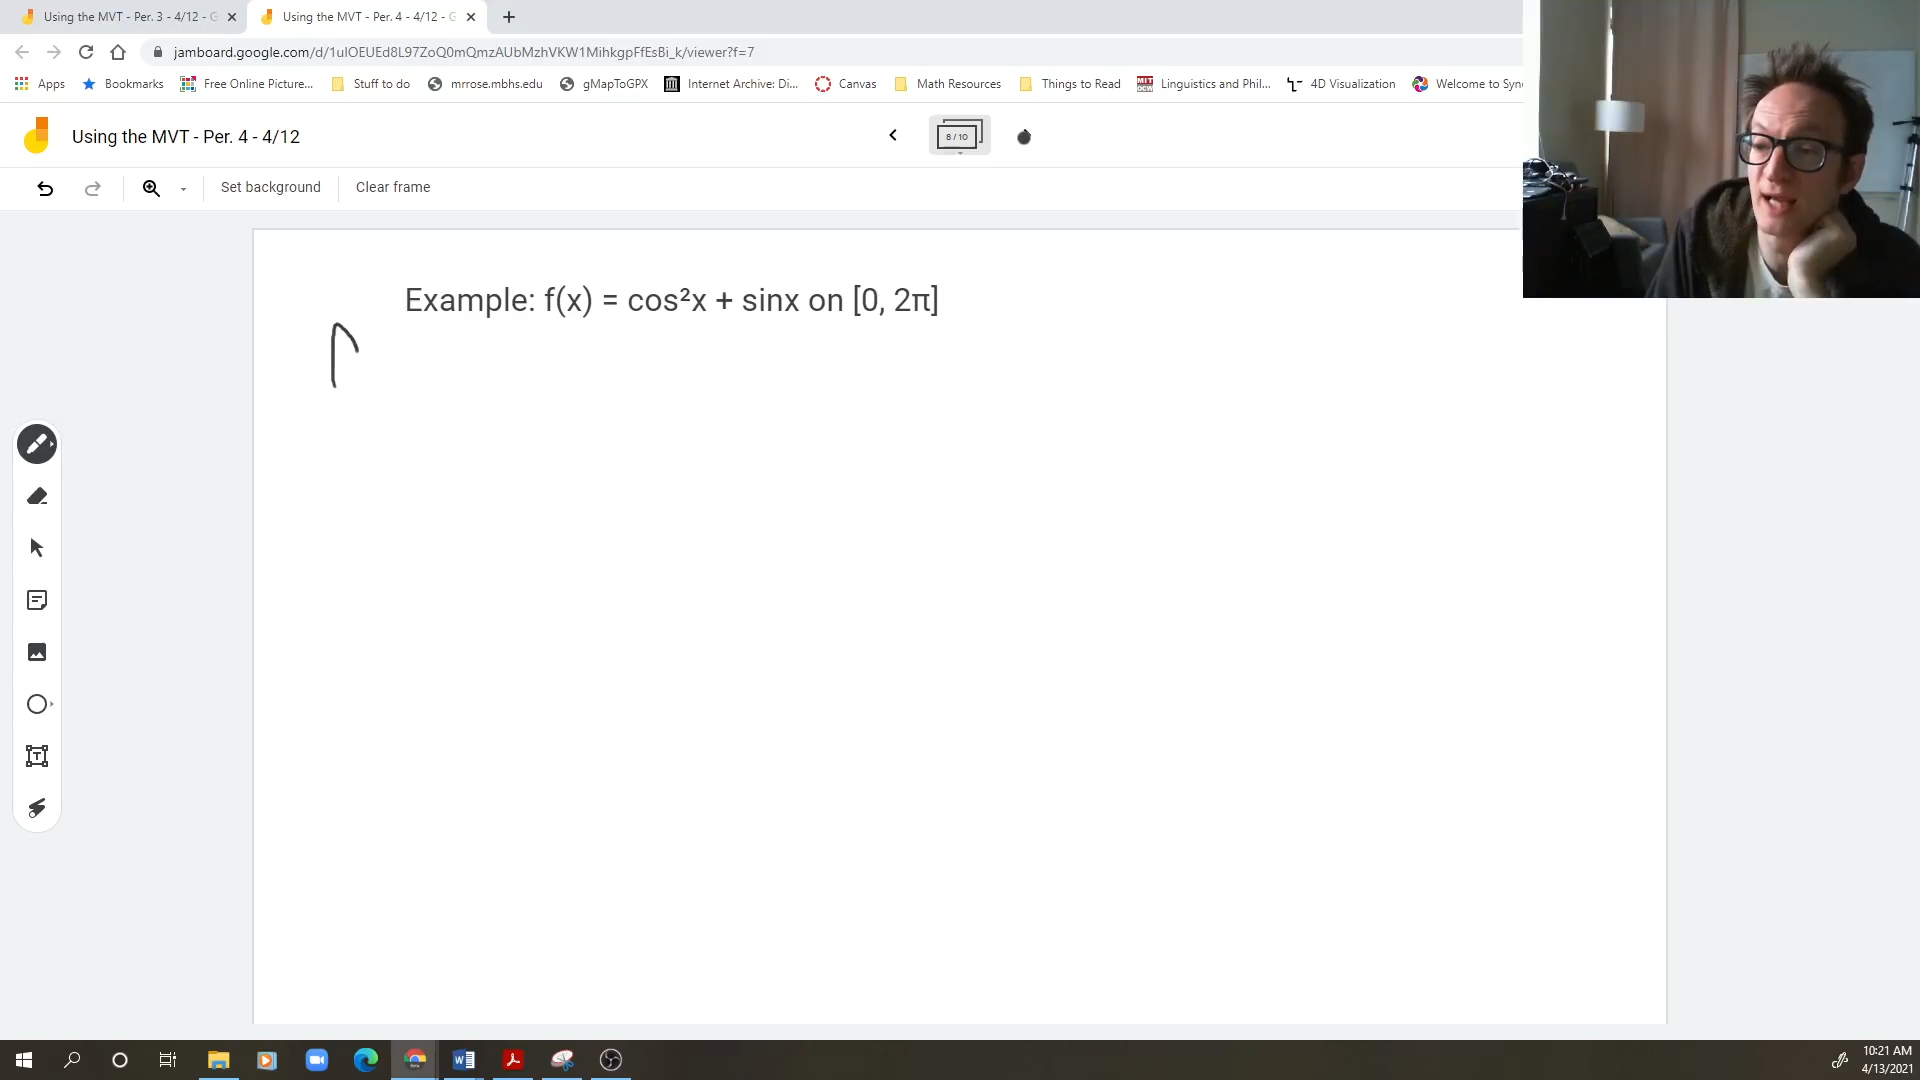 Using the MVT - Per. 3 - 4/12 - G
Using the MVT - Per. 4 - 4/12 - G
jamboard.google.com/d/1ulOEUEd8L97ZoQ0mQmzAUbMzhVKW1MihkgpFfEsBi_k/viewer?f=7
Apps Bookmarks Free Online Picture... Stuff to do mrrose.mbhs.edu gMapToGPX Internet Archive: Di... Canvas Math Resources Things to Read Linguistics and Phil... 4D Visualization Welcome to Syn
Using the MVT - Per. 4 - 4/12
8 / 10
Set background Clear frame
Example: f(x) = cos²x + sinx on [0, 2π]
10:21 AM
4/13/2021